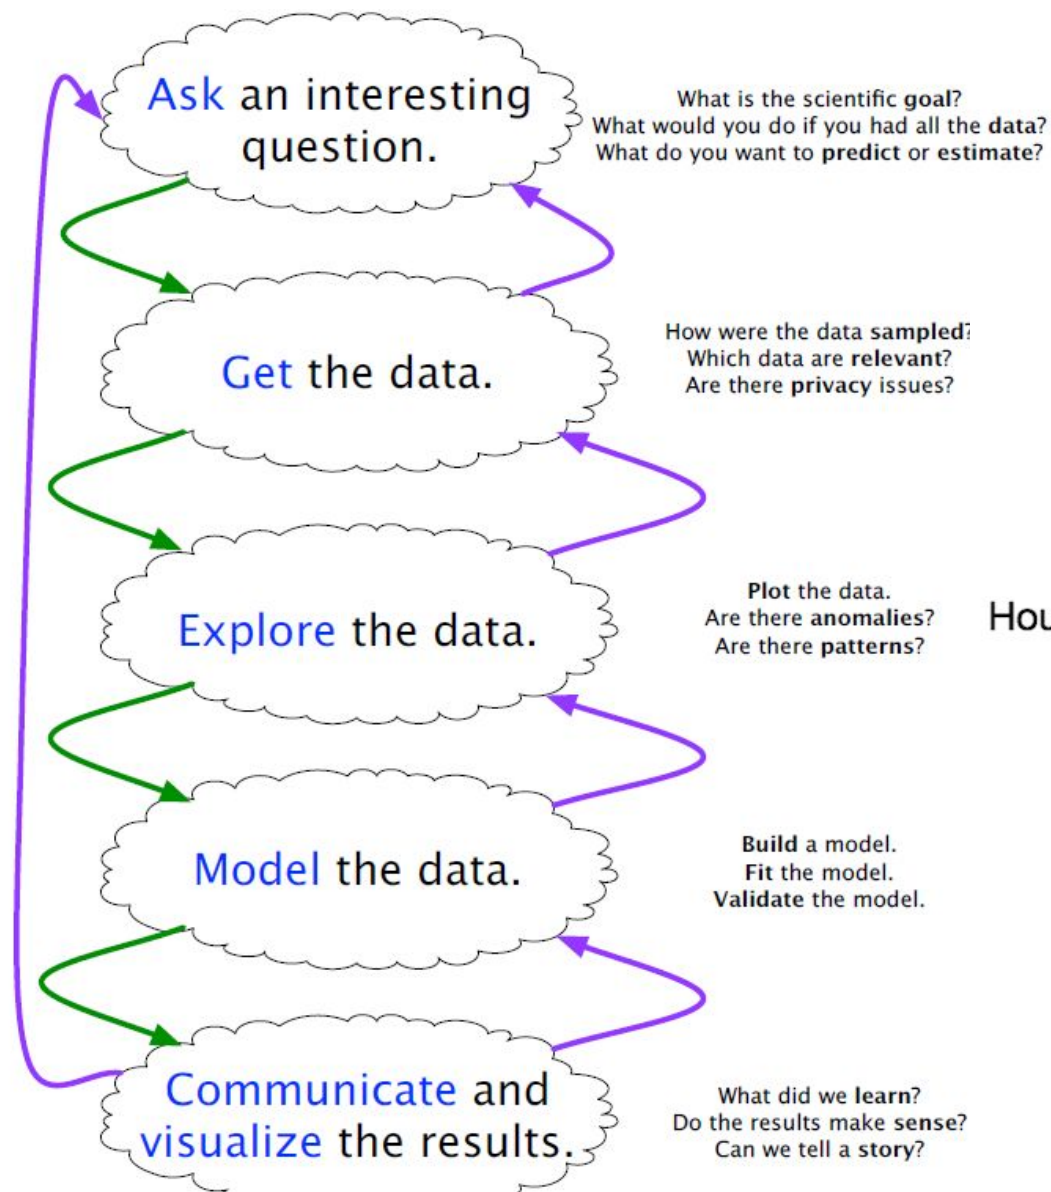 Ask an interesting
question.
What is the scientific goal?
What would you do if you had all the data?
What do you want to predict or estimate?
Get the data.
How were the data sampled?
Which data are relevant?
Are there privacy issues?
Explore the data.
Plot the data.
Are there anomalies?
Are there patterns?
Hou
Model the data.
Build a model.
Fit the model.
Validate the model.
Communicate and
visualize the results.
What did we learn?
Do the results make sense?
Can we tell a story?